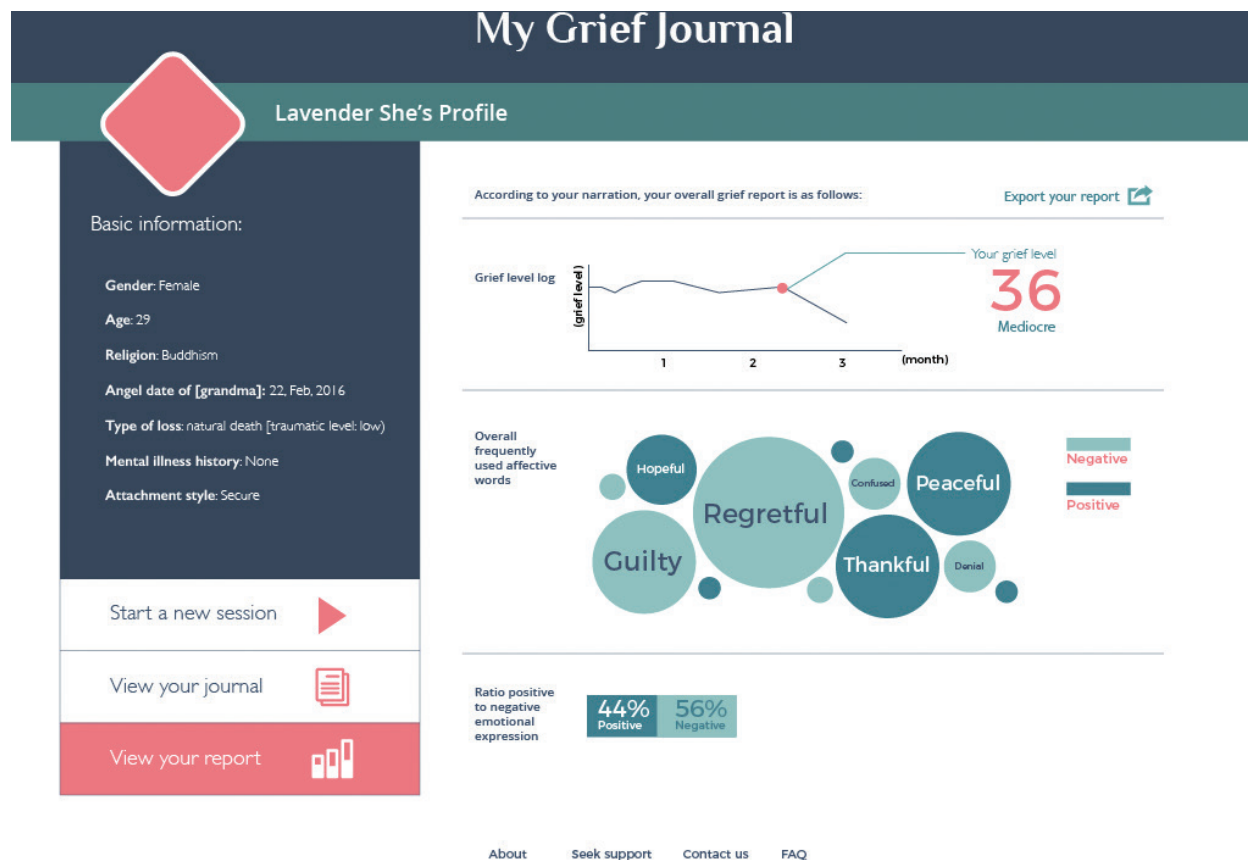 My Grief Journal
Lavender She's Profile
Basic information:
Gender: Female
Age: 29
Religion: Buddhism
Angel date of [grandma]: 22, Feb, 2016
Type of loss: natural death [traumatic level: low)
Mental illness history: None
Attachment style: Secure
Start a new session
View your journal
View your report
According to your narration, your overall grief report is as follows:
Export your report
Grief level log
(grief level)
1
2
3
(month)
Your grief level
36
Mediocre
Overall
frequently
used affective
words
Hopeful
Regretful
Guilty
Confused
Peaceful
Thankful
Denial
Negative
Positive
Ratio positive
to negative
emotional
expression
44%
Positive
56%
Negative
About
Seek support
Contact us
FAQ